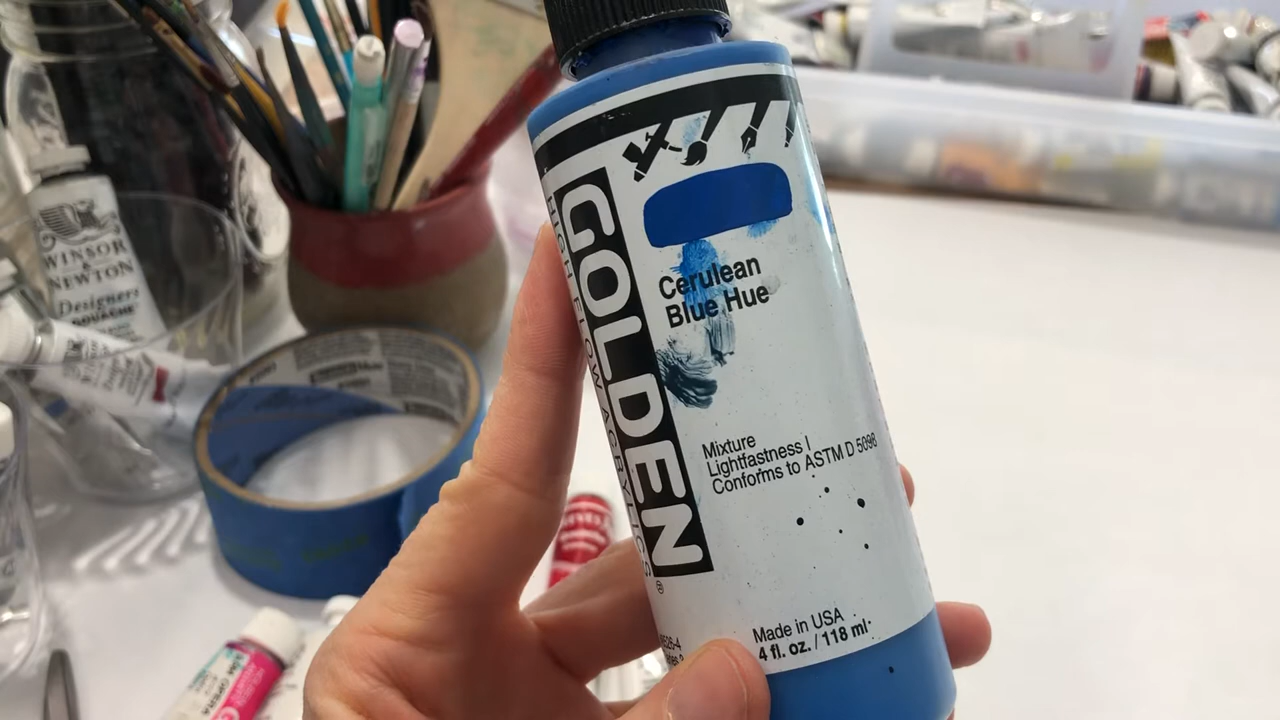 WINSOR
& NEWTON
Designers
GOUACHE
GOLDEN
HIGH FLOW ACRYLICS
®
Cerulean
Blue Hue
Mixture
Lightfastness I
Conforms to ASTM D 5098
Made in USA
4 fl. oz. / 118 ml